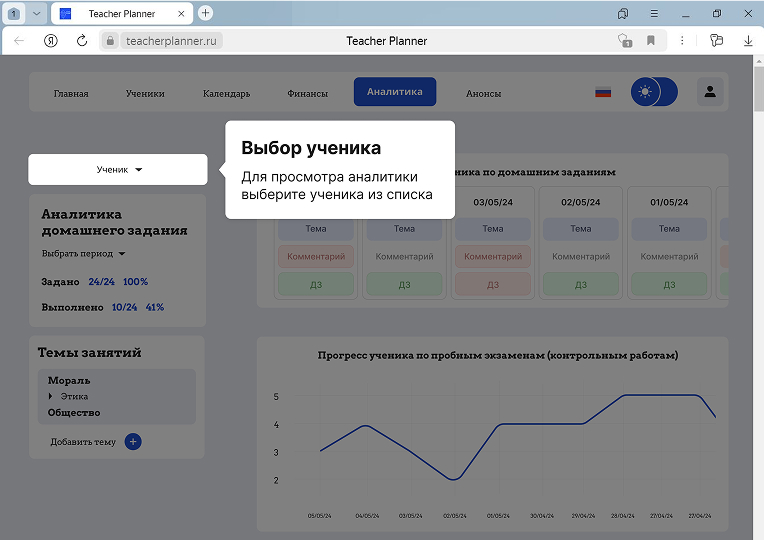 1
Teacher Planner
teacherplanner.ru
Teacher Planner
1
Главная
Ученики
Календарь
Финансы
Аналитика
Анонсы
Ученик
Выбор ученика
Для просмотра аналитики
выберите ученика из списка
по домашним заданиям
03/05/24
02/05/24
01/05/24
Тема
Тема
Тема
Тема
Тема
Комментарий
Комментарий
Комментарий
Комментарий
Комментарий
ДЗ
ДЗ
ДЗ
ДЗ
ДЗ
Аналитика
домашнего задания
Выбрать период
Задано 24/24 100%
Выполнено 10/24 41%
Темы занятий
Мораль
Этика
Общество
Добавить тему
Прогресс ученика по пробным экзаменам (контрольным работам)
5
4
3
2
05/05/24
04/05/24
03/05/24
02/05/24
01/05/24
30/04/24
29/04/24
28/04/24
27/04/24
27/04/24